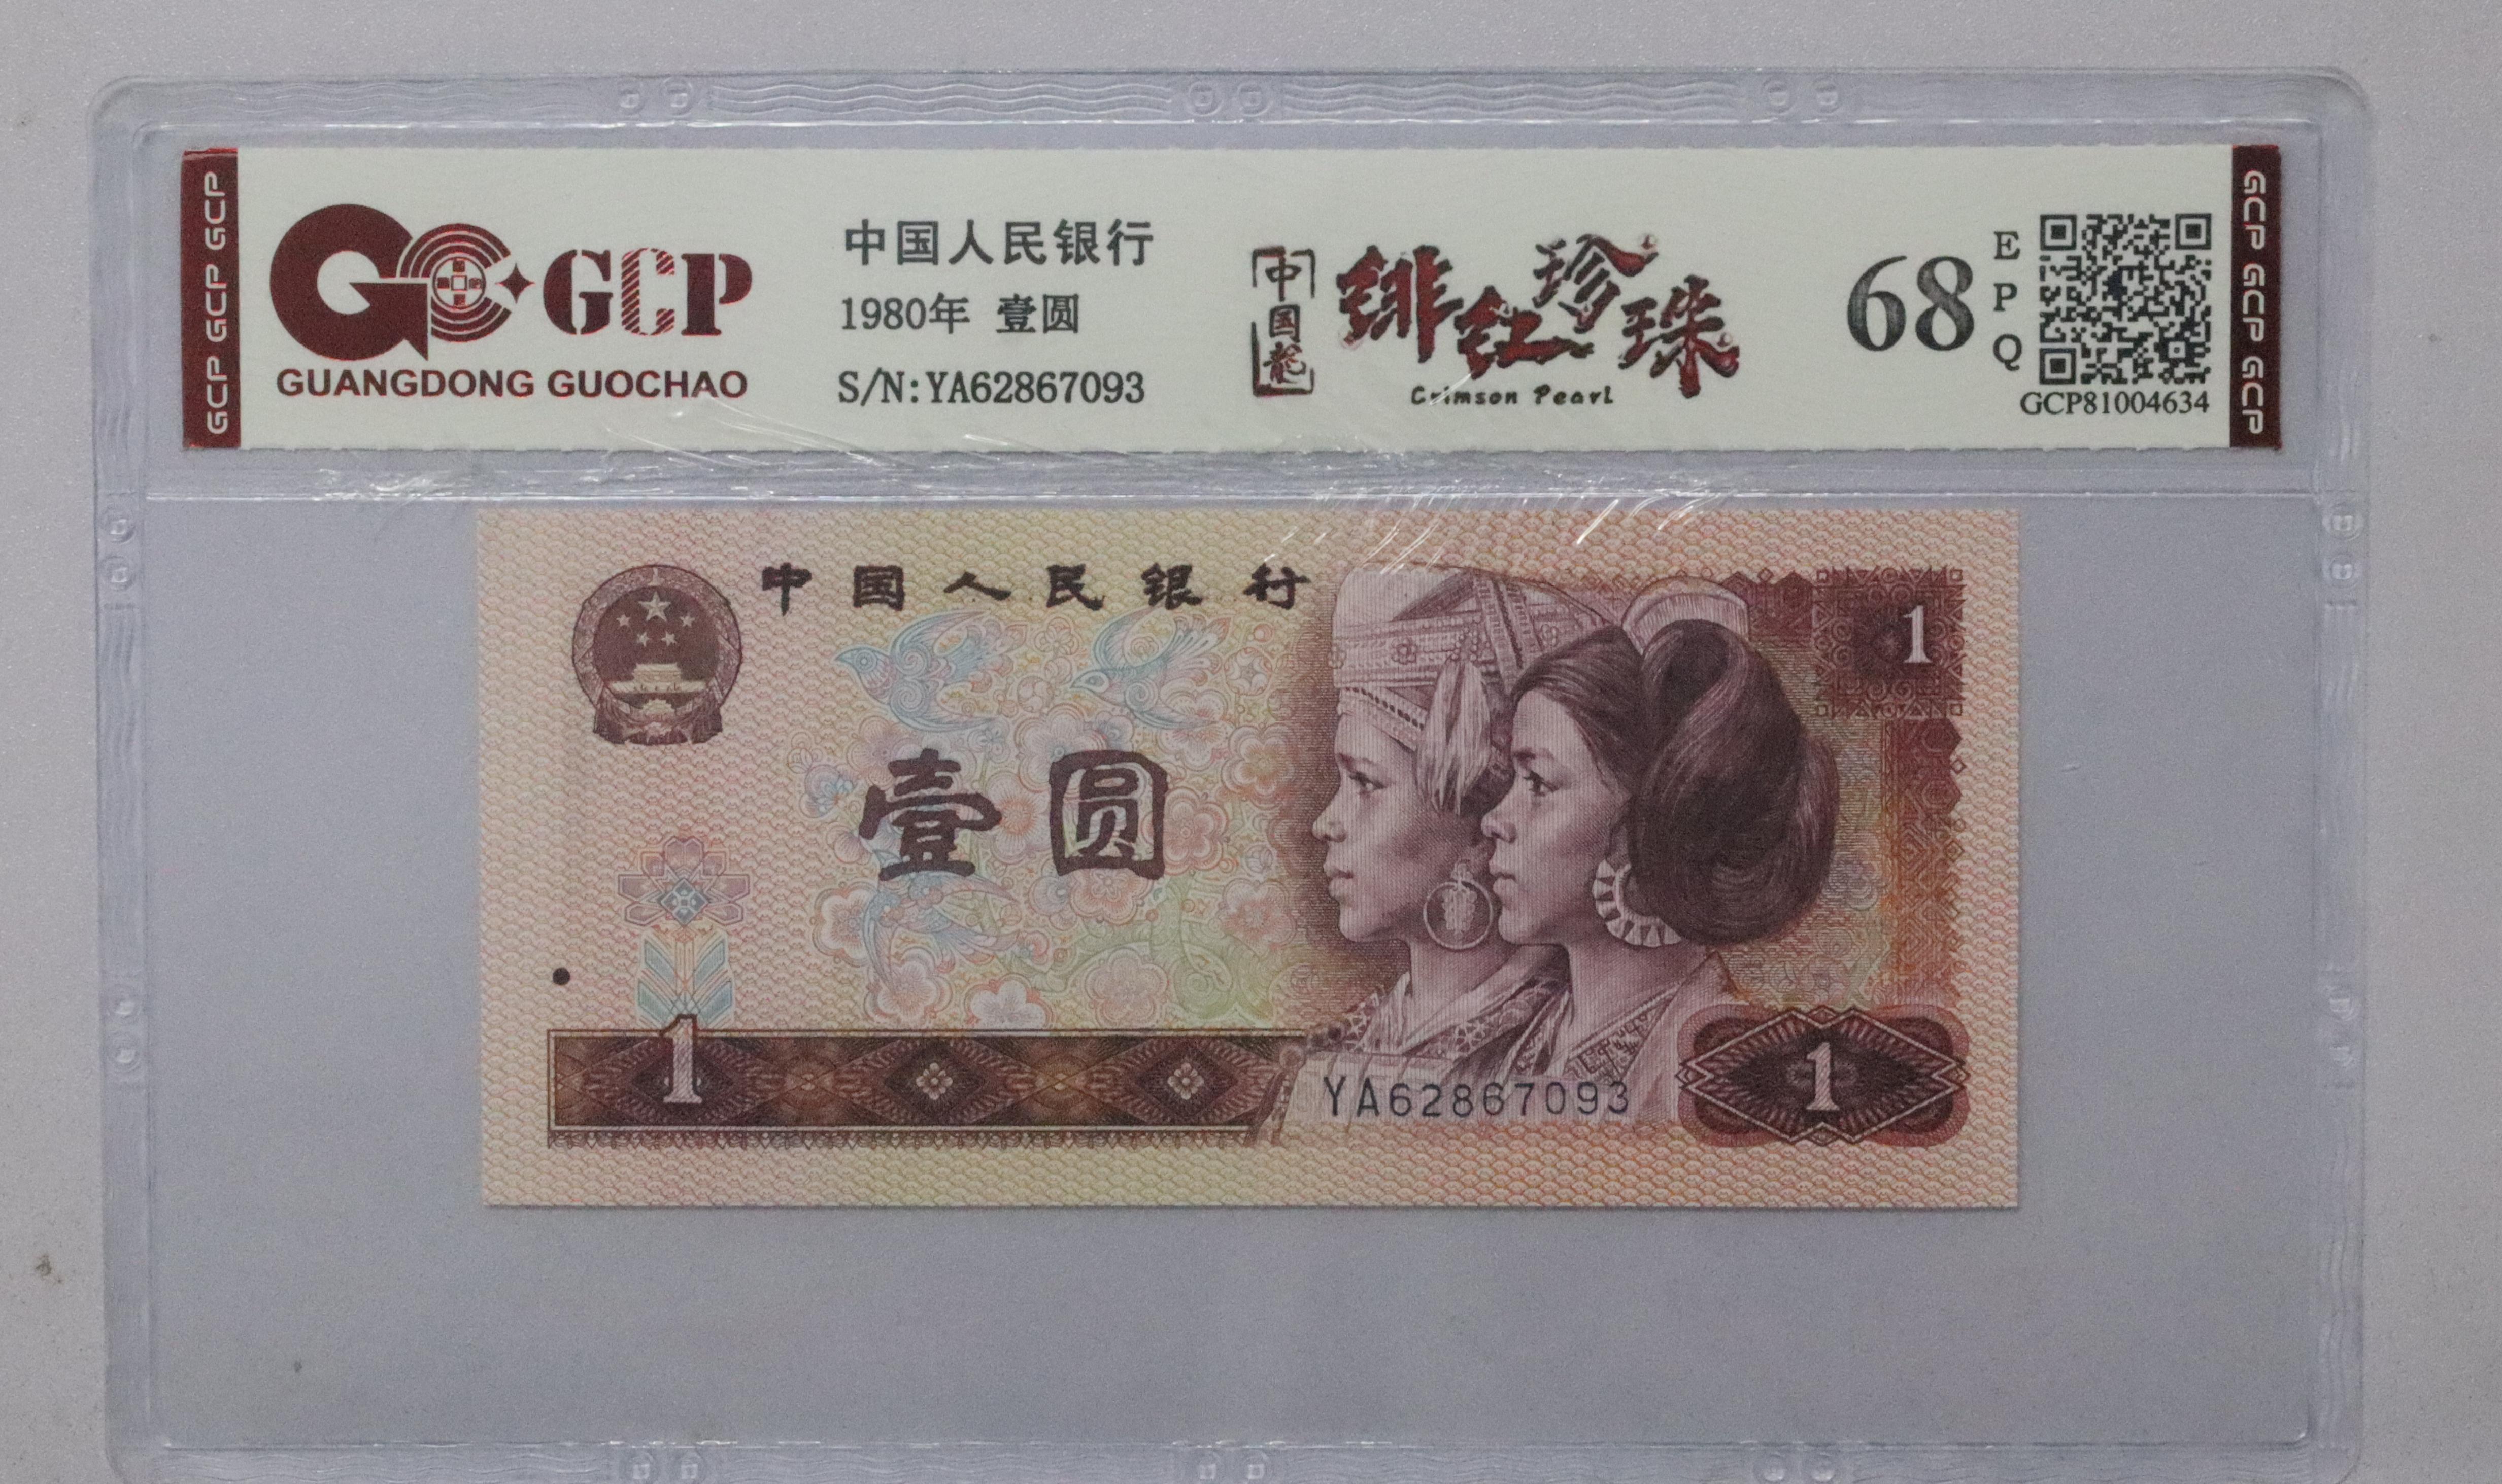 GCP GCP GCP
GCP
GUANGDONG GUOCHAO
中国人民银行
1980年 壹圆
S/N:YA62867093
中国龍
绯红珍珠
Crimson Pearl
68
EPQ
GCP81004634
GCP GCP GCP
中国人民银行
1
壹圆
1
YA62867093
1